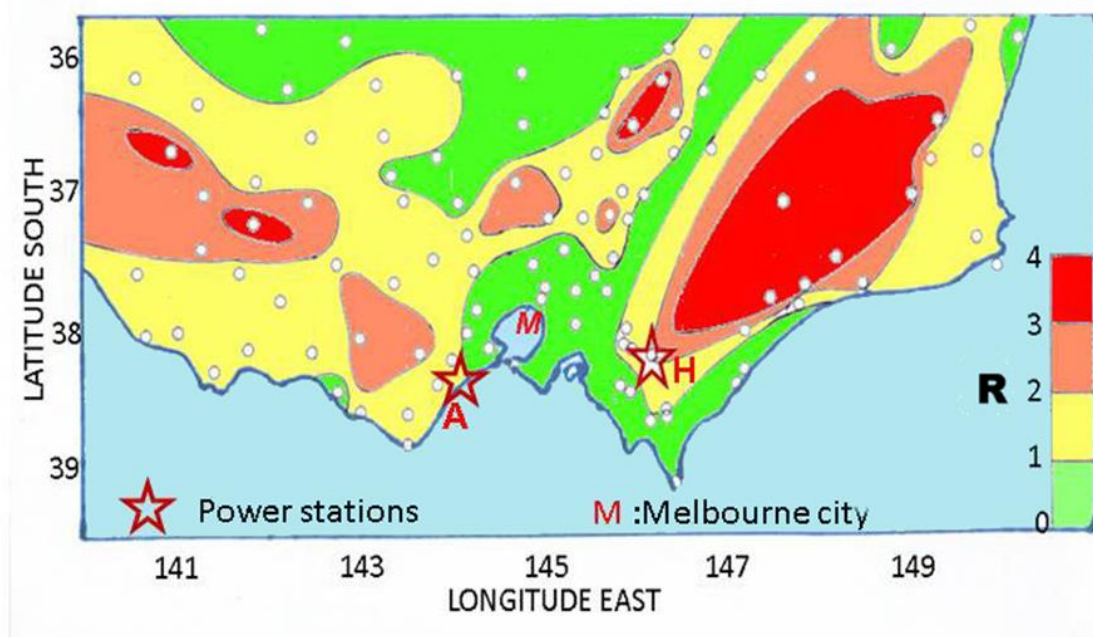 36
37
38
39
LATITUDE SOUTH
M
A
H
4
3
R 2
1
0
Power stations
M :Melbourne city
141 143 145 147 149
LONGITUDE EAST